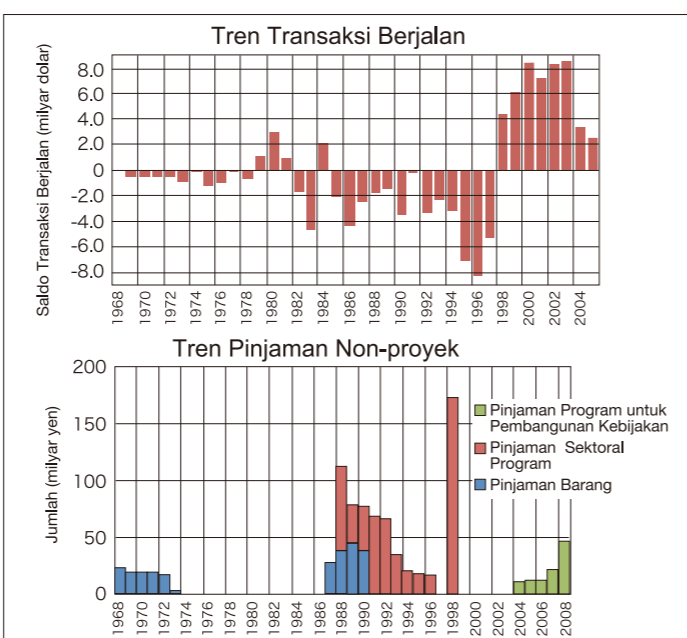 Tren Transaksi Berjalan
Saldo Transaksi Berjalan (milyar dolar)
8.0
6.0
4.0
2.0
0
-2.0
-4.0
-6.0
-8.0
1968 1970 1972 1974 1976 1978 1980 1982 1984 1986 1988 1990 1992 1994 1996 1998 2000 2002 2004
Tren Pinjaman Non-proyek
Jumlah (milyar yen)
200
150
100
50
0
Pinjaman Program untuk
Pembangunan Kebijakan
Pinjaman Sektoral
Program
Pinjaman Barang
1968 1970 1972 1974 1976 1978 1980 1982 1984 1986 1988 1990 1992 1994 1996 1998 2000 2002 2004 2006 2008